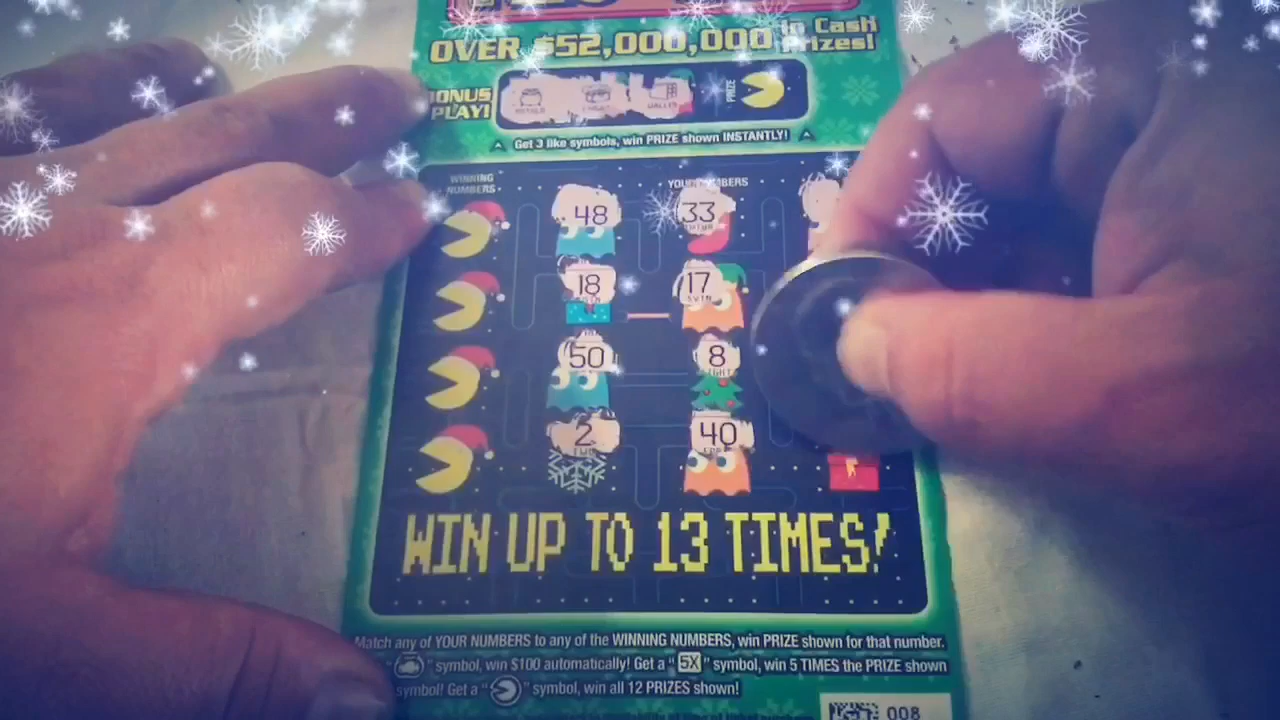 OVER $52,000,000 in Cash Prizes!
BONUS PLAY!
WALLET
PRIZE
Get 3 like symbols, win PRIZE shown INSTANTLY!
WINNING NUMBERS
YOUR NUMBERS
48
33
18
17
50
8
2
40
WIN UP TO 13 TIMES!
Match any of YOUR NUMBERS to any of the WINNING NUMBERS, win PRIZE shown for that number.
" symbol, win $100 automatically! Get a "5X" symbol, win 5 TIMES the PRIZE shown
symbol! Get a " " symbol, win all 12 PRIZES shown!
008